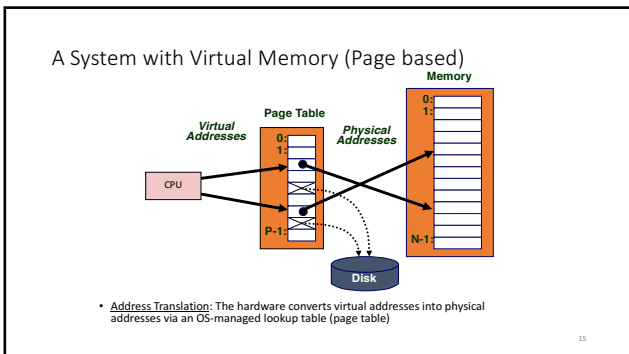 A System with Virtual Memory (Page based)
Memory
0:
1:
Page Table
Virtual
Addresses
Physical
Addresses
0:
1:
CPU
P-1:
N-1:
Disk
• Address Translation: The hardware converts virtual addresses into physical
addresses via an OS-managed lookup table (page table)
15